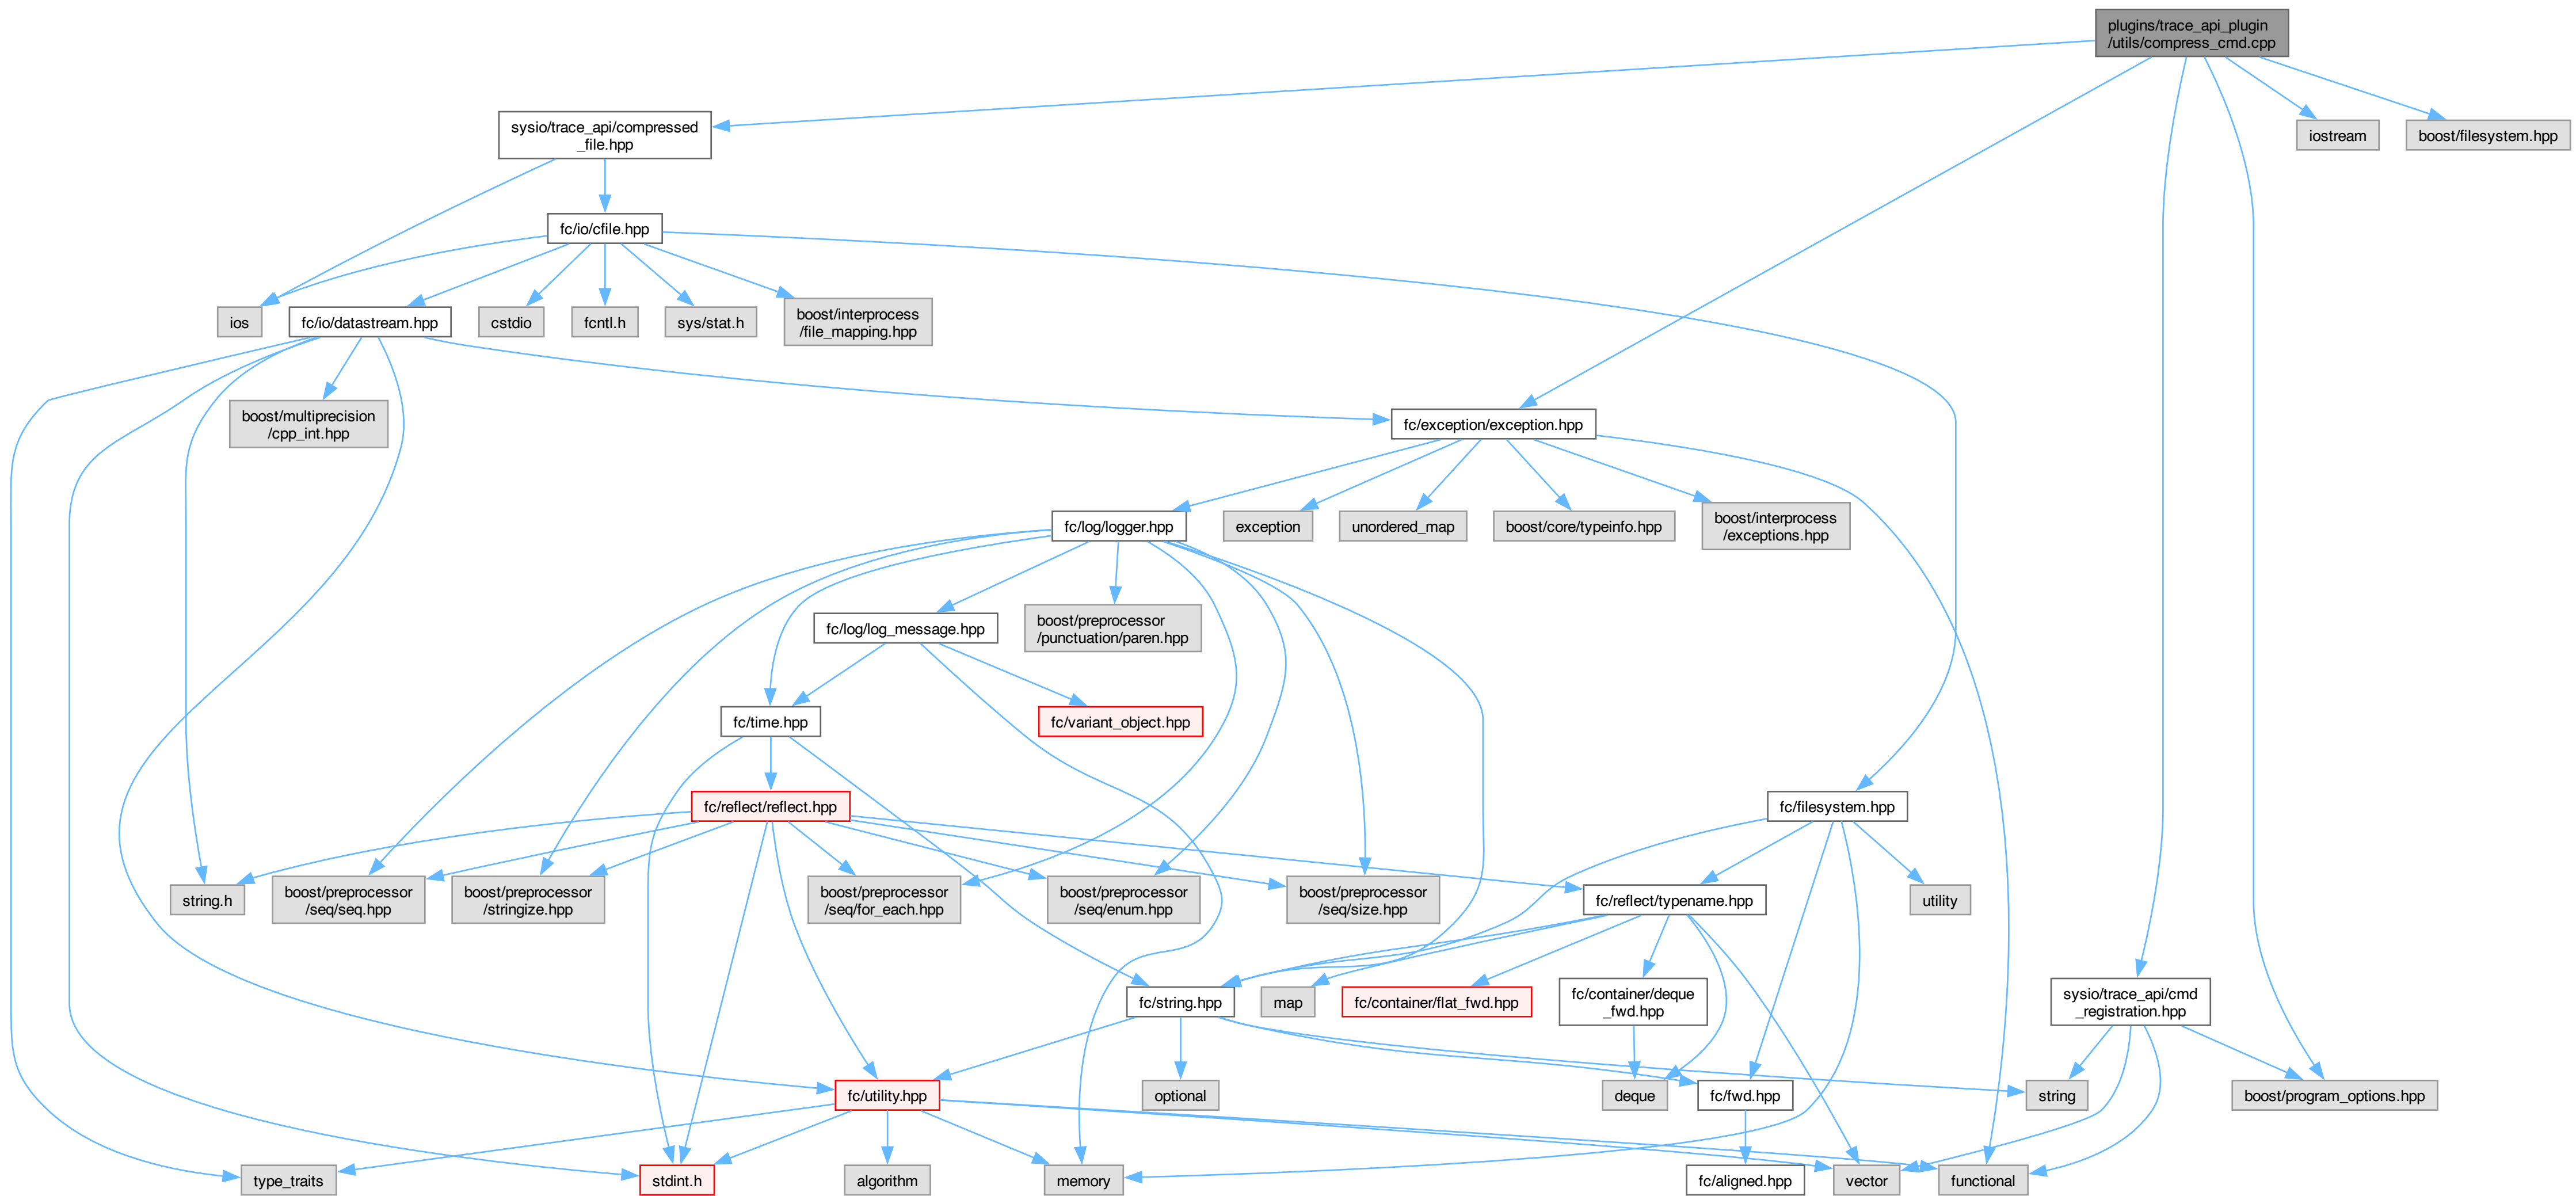 plugins/trace_api_plugin
/utils/compress_cmd.cpp
sysio/trace_api/compressed
_file.hpp
iostream
boost/filesystem.hpp
fc/io/cfile.hpp
ios
fc/io/datastream.hpp
cstdio
fcntl.h
sys/stat.h
boost/interprocess
/file_mapping.hpp
boost/multiprecision
/cpp_int.hpp
fc/exception/exception.hpp
fc/log/logger.hpp
exception
unordered_map
boost/core/typeinfo.hpp
boost/interprocess
/exceptions.hpp
fc/log/log_message.hpp
boost/preprocessor
/punctuation/paren.hpp
fc/time.hpp
fc/variant_object.hpp
fc/reflect/reflect.hpp
fc/filesystem.hpp
string.h
boost/preprocessor
/seq/seq.hpp
boost/preprocessor
/stringize.hpp
boost/preprocessor
/seq/for_each.hpp
boost/preprocessor
/seq/enum.hpp
boost/preprocessor
/seq/size.hpp
fc/reflect/typename.hpp
utility
fc/string.hpp
map
fc/container/flat_fwd.hpp
fc/container/deque
_fwd.hpp
sysio/trace_api/cmd
_registration.hpp
fc/utility.hpp
optional
deque
fc/fwd.hpp
string
boost/program_options.hpp
type_traits
stdint.h
algorithm
memory
fc/aligned.hpp
vector
functional